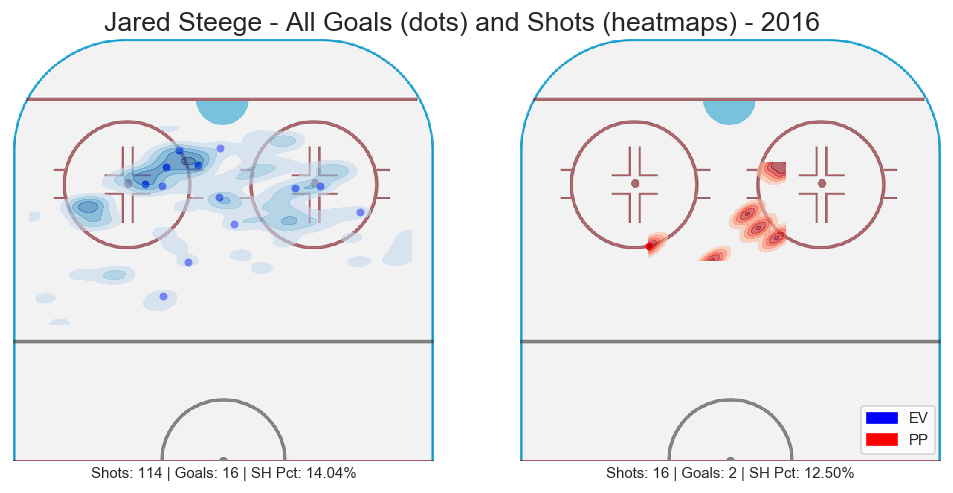 Jared Steege - All Goals (dots) and Shots (heatmaps) - 2016
EV
PP
Shots: 114 | Goals: 16 | SH Pct: 14.04%
Shots: 16 | Goals: 2 | SH Pct: 12.50%